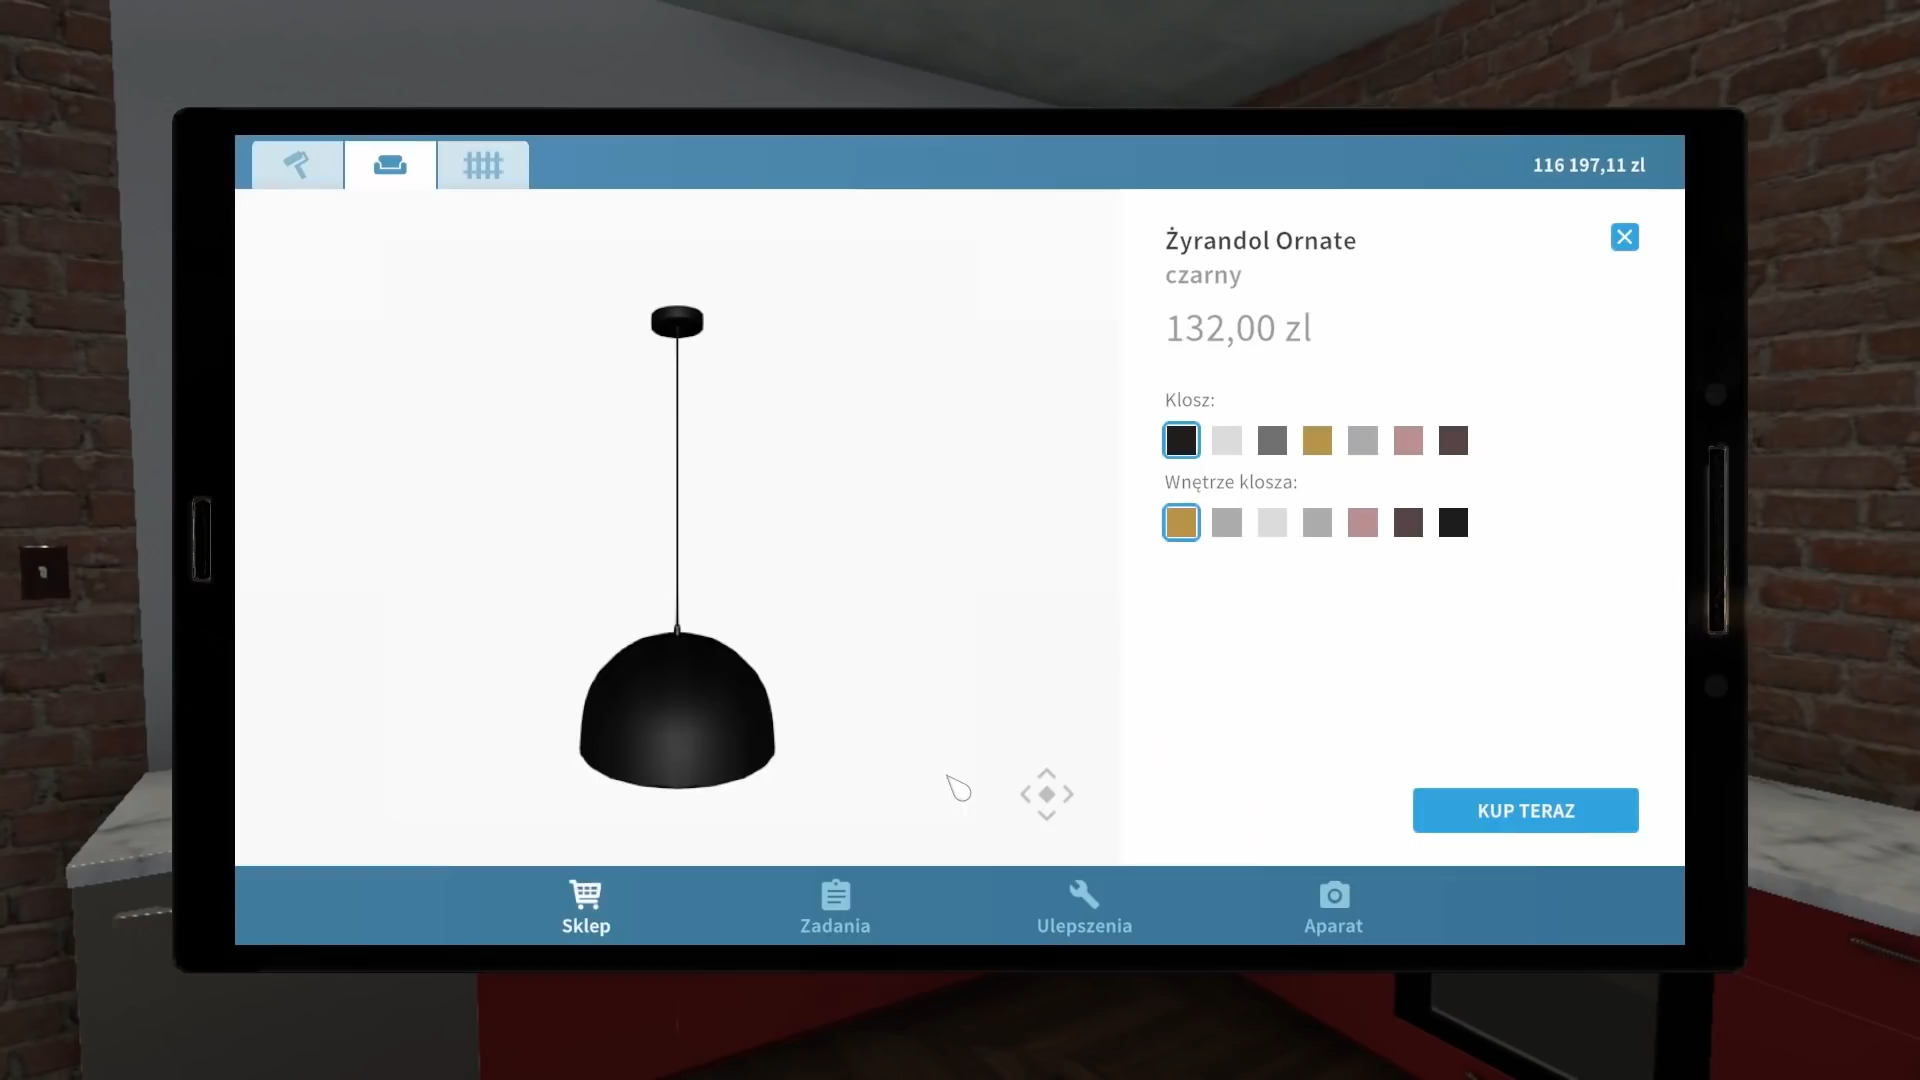 116 197,11 zl
Żyrandol Ornate
czarny
132,00 zl
Klosz:
Wnętrze klosza:
KUP TERAZ
Sklep
Zadania
Ulepszenia
Aparat